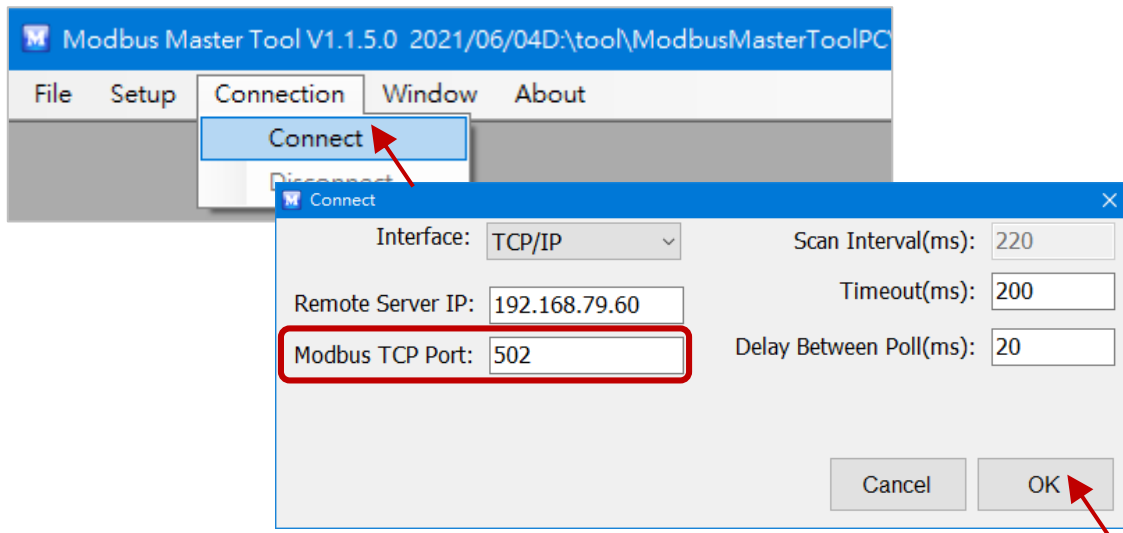 Modbus Master Tool V1.1.5.0 2021/06/04D:\tool\ModbusMasterToolPC
File Setup Connection Window About
Connect
Disconnect
Connect
Interface: TCP/IP Scan Interval(ms): 220
Remote Server IP: 192.168.79.60 Timeout(ms): 200
Modbus TCP Port: 502 Delay Between Poll(ms): 20
Cancel OK